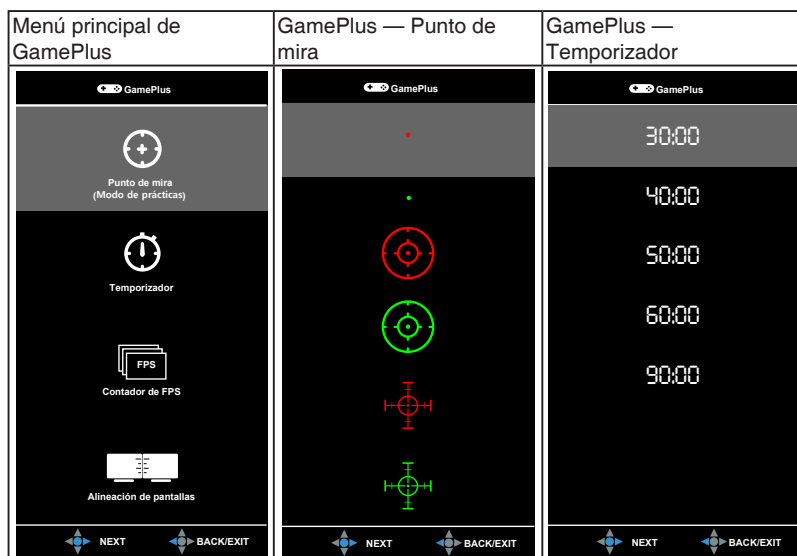 Menú principal de
GamePlus
GamePlus
Punto de mira
(Modo de prácticas)
Temporizador
FPS
Contador de FPS
Alineación de pantallas
NEXT BACK/EXIT
GamePlus — Punto de
mira
GamePlus
NEXT BACK/EXIT
GamePlus —
Temporizador
GamePlus
30:00
40:00
50:00
60:00
90:00
NEXT BACK/EXIT